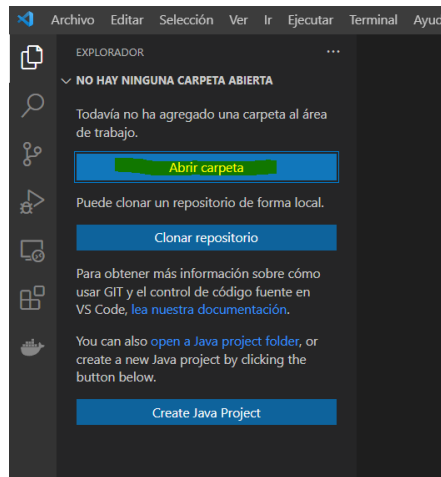 Archivo Editar Selección Ver Ir Ejecutar Terminal
EXPLORADOR ...
NO HAY NINGUNA CARPETA ABIERTA
Todavía no ha agregado una carpeta al área
de trabajo.
Abrir carpeta
Puede clonar un repositorio de forma local.
Clonar repositorio
Para obtener más información sobre cómo
usar GIT y el control de código fuente en
VS Code, lea nuestra documentación.
You can also open a Java project folder, or
create a new Java project by clicking the
button below.
Create Java Project